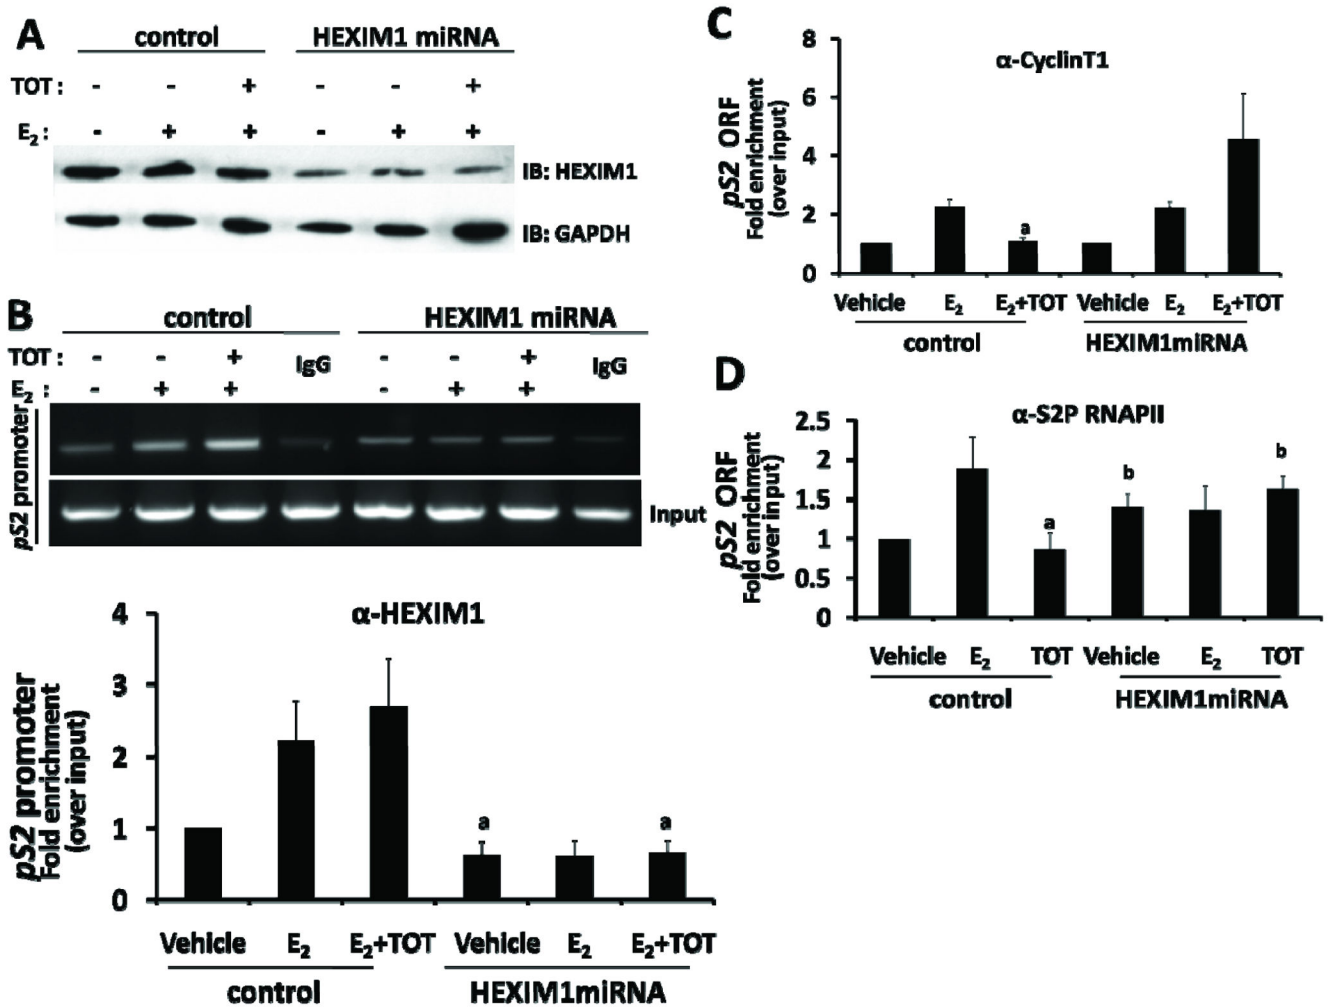 A
control HEXIM1 miRNA
TOT : - - + - - +
E2 : - + + - + +
IB: HEXIM1
IB: GAPDH
B
control HEXIM1 miRNA
TOT : - - + IgG - - + IgG
E2 : - + + - + +
pS2 promoter
Input
α-HEXIM1
pS2 promoter
Fold enrichment
(over input)
4
3
2
1
0
a a
Vehicle E2 E2+TOT Vehicle E2 E2+TOT
control HEXIM1miRNA
C
α-CyclinT1
pS2 ORF
Fold enrichment
(over input)
8
6
4
2
0
a
Vehicle E2 E2+TOT Vehicle E2 E2+TOT
control HEXIM1miRNA
D
α-S2P RNAPII
pS2 ORF
Fold enrichment
(over input)
2.5
2
1.5
1
0.5
0
a b b
Vehicle E2 TOT Vehicle E2 TOT
control HEXIM1miRNA